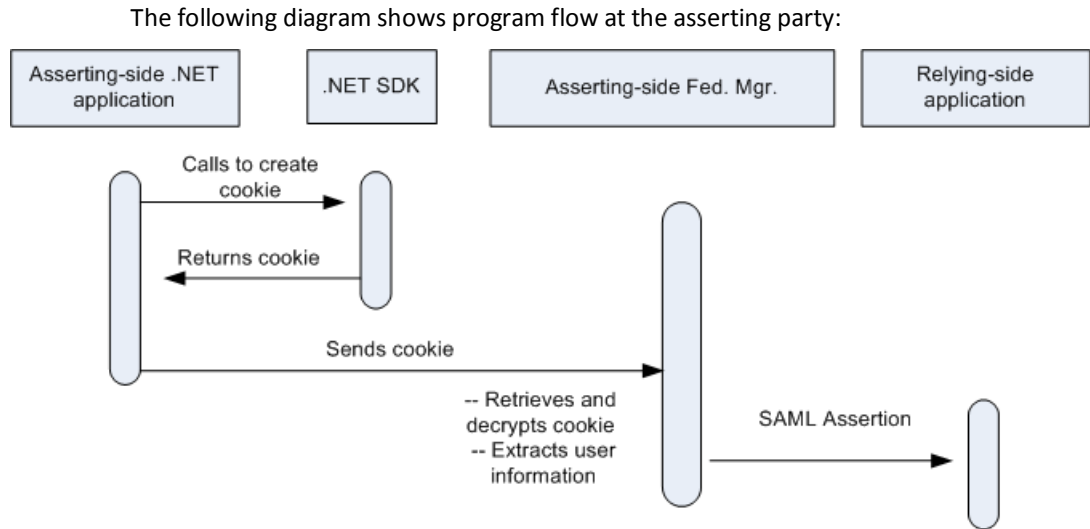 The following diagram shows program flow at the asserting party:
Asserting-side .NET
application
.NET SDK
Asserting-side Fed. Mgr.
Relying-side
application
Calls to create
cookie
Returns cookie
Sends cookie
-- Retrieves and
decrypts cookie
-- Extracts user
information
SAML Assertion